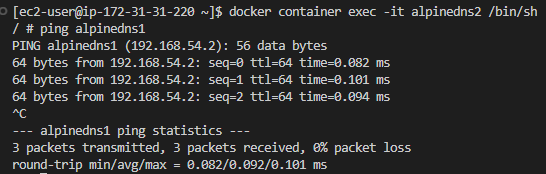 [ec2-user@ip-172-31-31-220 ~]$ docker container exec -it alpinedns2 /bin/sh
/ # ping alpinedns1
PING alpinedns1 (192.168.54.2): 56 data bytes
64 bytes from 192.168.54.2: seq=0 ttl=64 time=0.082 ms
64 bytes from 192.168.54.2: seq=1 ttl=64 time=0.101 ms
64 bytes from 192.168.54.2: seq=2 ttl=64 time=0.094 ms
^C
--- alpinedns1 ping statistics ---
3 packets transmitted, 3 packets received, 0% packet loss
round-trip min/avg/max = 0.082/0.092/0.101 ms